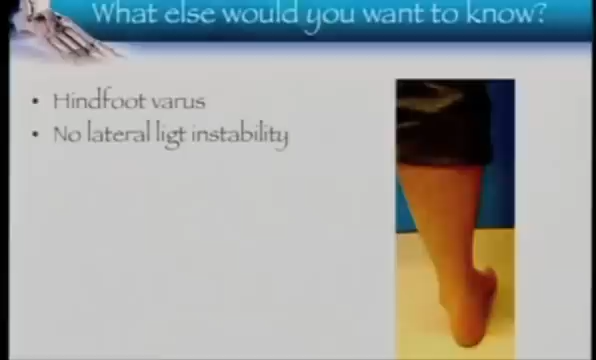 What else would you want to know?
• Hindfoot varus
• No lateral ligt instability